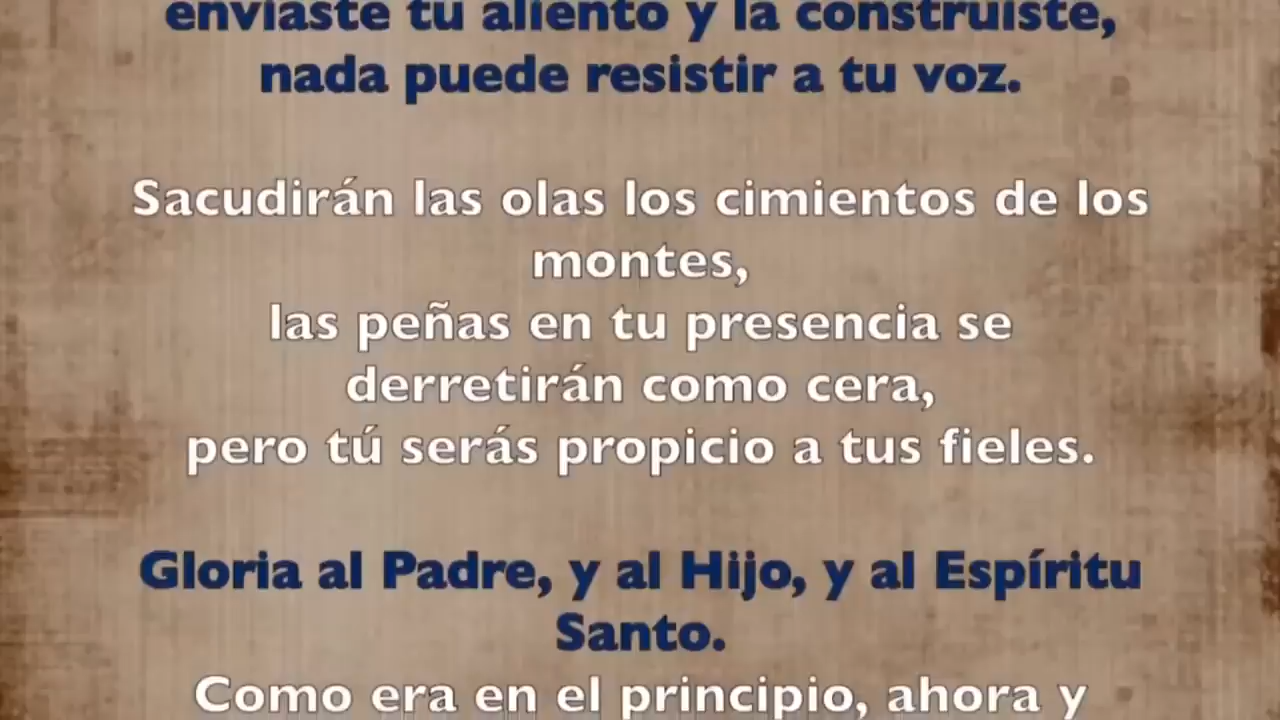 enviaste tu aliento y la construiste,
nada puede resistir a tu voz.
Sacudirán las olas los cimientos de los
montes,
las peñas en tu presencia se
derretirán como cera,
pero tú serás propicio a tus fieles.
Gloria al Padre, y al Hijo, y al Espíritu
Santo.
Como era en el principio, ahora y